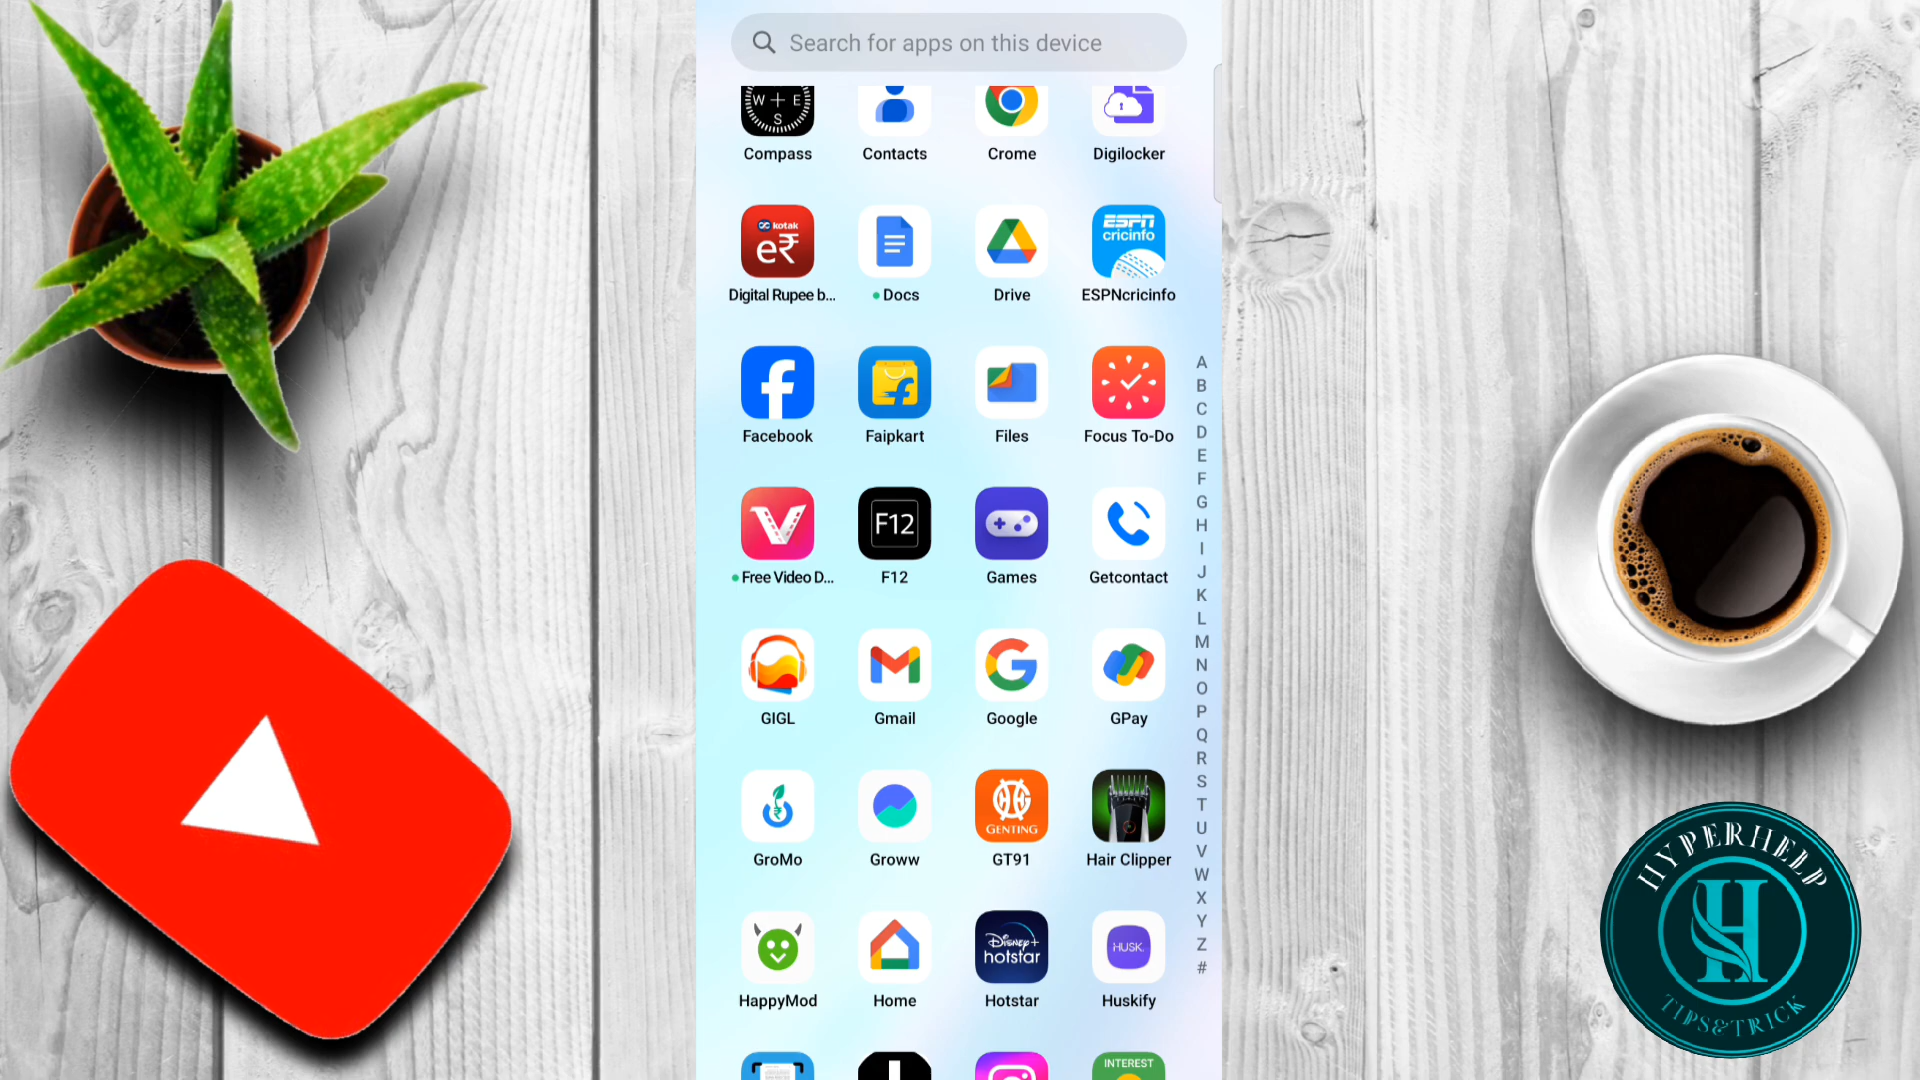 Search for apps on this device
W + E
S
Compass
Contacts
Crome
Digilocker
kotak
e₹
ESPN
cricinfo
Digital Rupee b...
Docs
Drive
ESPNcricinfo
Facebook
Faipkart
Files
Focus To-Do
F12
Free Video D...
F12
Games
Getcontact
GIGL
Gmail
Google
GPay
GENTING
GroMo
Groww
GT91
Hair Clipper
Disney+
hotstar
HUSK.
HappyMod
Home
Hotstar
Huskify
INTEREST
A
B
C
D
E
F
G
H
I
J
K
L
M
N
O
P
Q
R
S
T
U
V
W
X
Y
Z
#
HYPERHELP
H
TIPS&TRICK